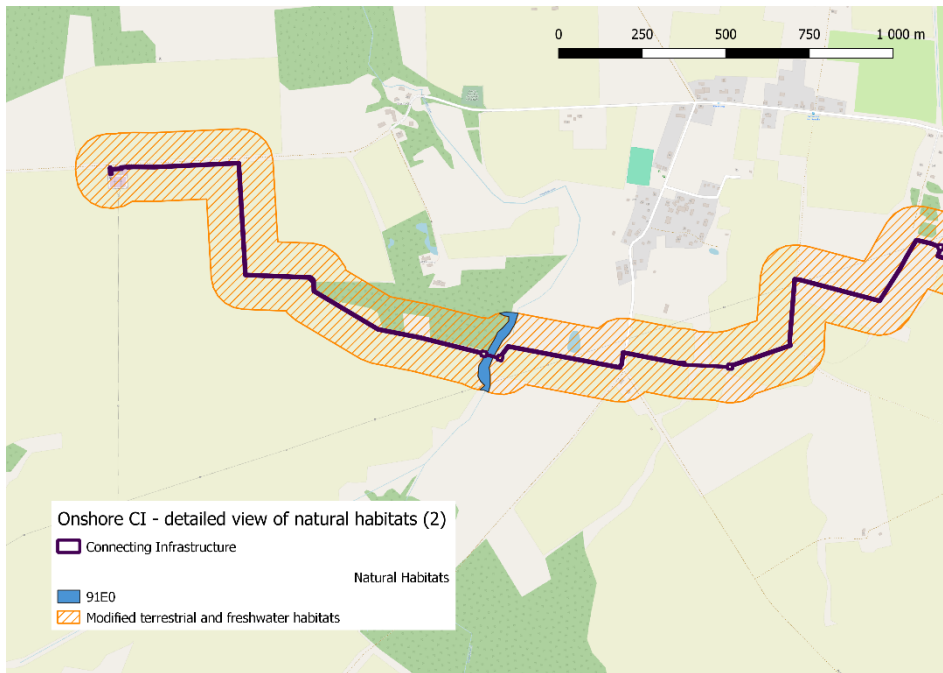 0 250 500 750 1 000 m
Onshore CI - detailed view of natural habitats (2)
Connecting Infrastructure
Natural Habitats
91E0
Modified terrestrial and freshwater habitats